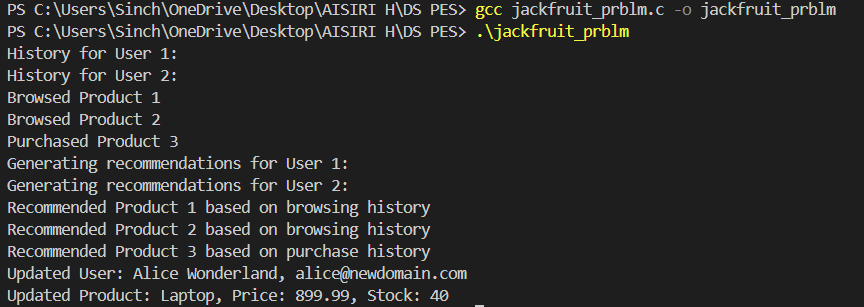 PS C:\Users\Sinch\OneDrive\Desktop\AISIRI H\DS PES> gcc jackfruit_prblm.c -o jackfruit_prblm
PS C:\Users\Sinch\OneDrive\Desktop\AISIRI H\DS PES> .\jackfruit_prblm
History for User 1:
History for User 2:
Browsed Product 1
Browsed Product 2
Purchased Product 3
Generating recommendations for User 1:
Generating recommendations for User 2:
Recommended Product 1 based on browsing history
Recommended Product 2 based on browsing history
Recommended Product 3 based on purchase history
Updated User: Alice Wonderland, alice@newdomain.com
Updated Product: Laptop, Price: 899.99, Stock: 40